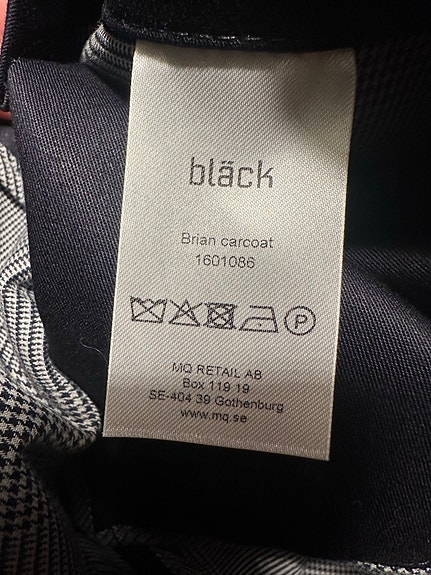 bläck
Brian carcoat
1601086
P
MQ RETAIL AB
Box 119 19
SE-404 39 Gothenburg
www.mq.se